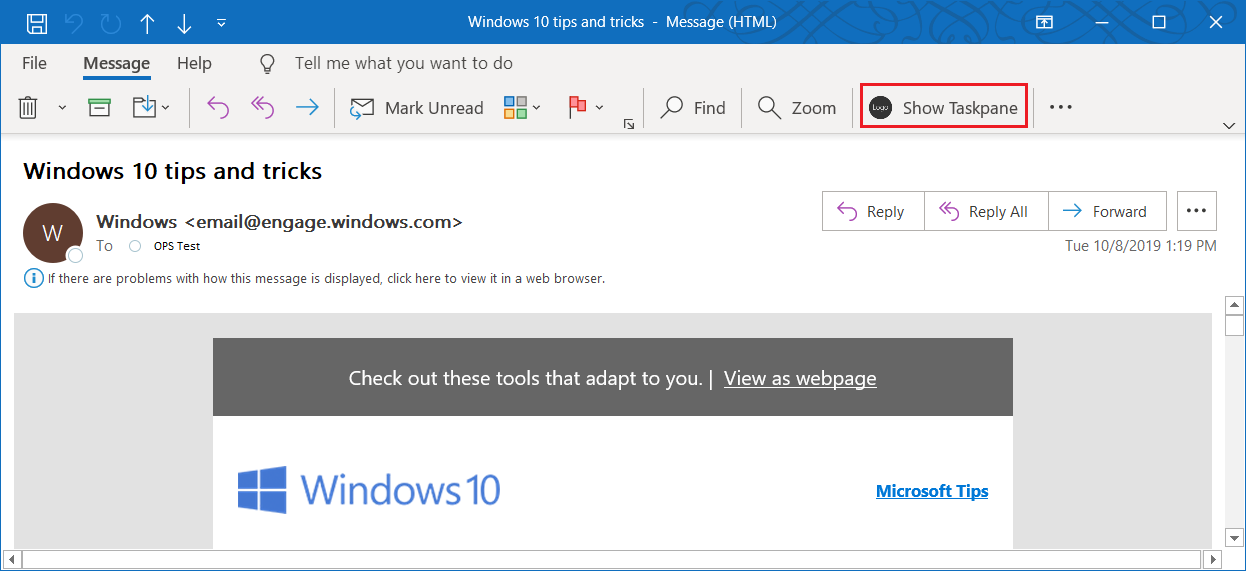 Windows 10 tips and tricks - Message (HTML)
File Message Help Tell me what you want to do
Mark Unread Find Zoom Logo Show Taskpane
Windows 10 tips and tricks
W
Windows <email@engage.windows.com>
To OPS Test
Reply Reply All Forward
Tue 10/8/2019 1:19 PM
If there are problems with how this message is displayed, click here to view it in a web browser.
Check out these tools that adapt to you. | View as webpage
Windows 10
Microsoft Tips